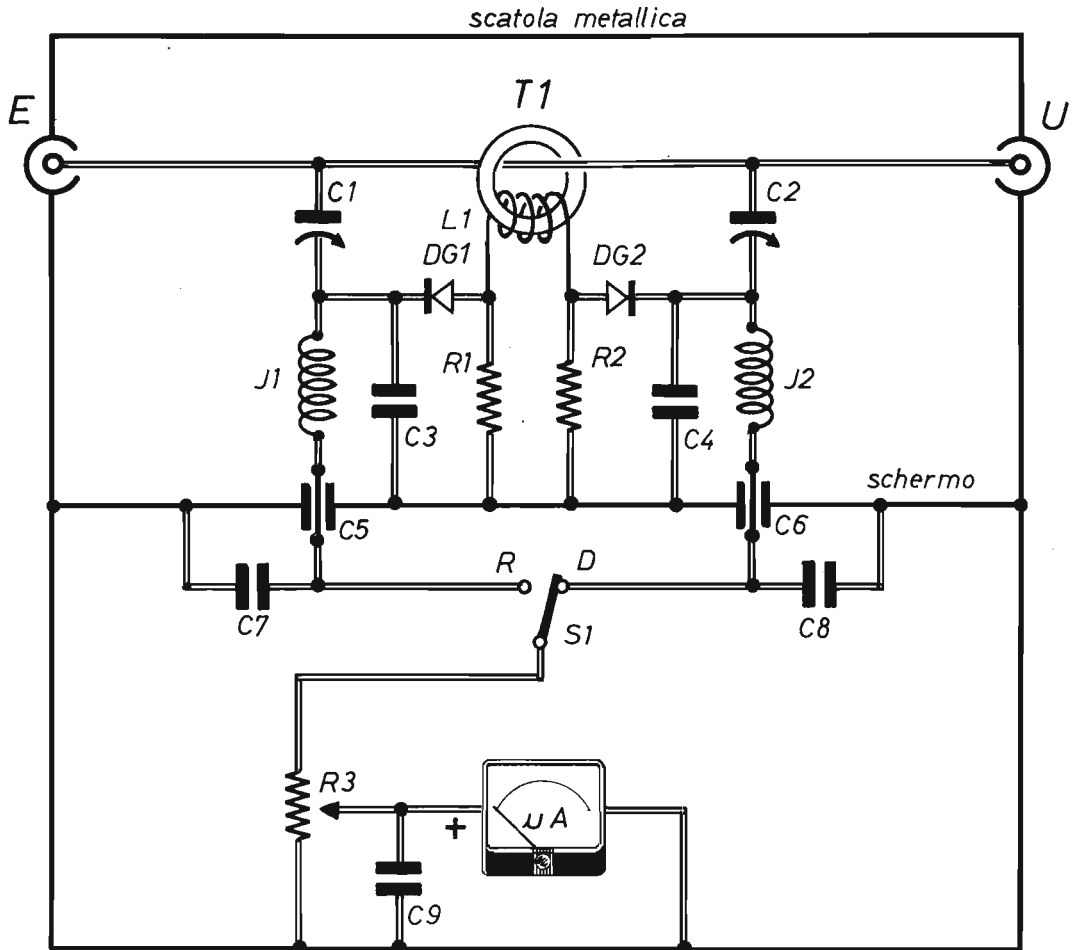 scatola metallica
T1
E
U
C1
C2
L1
DG1
DG2
J1
R1
R2
J2
C3
C4
schermo
C5
C6
R
D
C7
S1
C8
R3
+
µA
C9